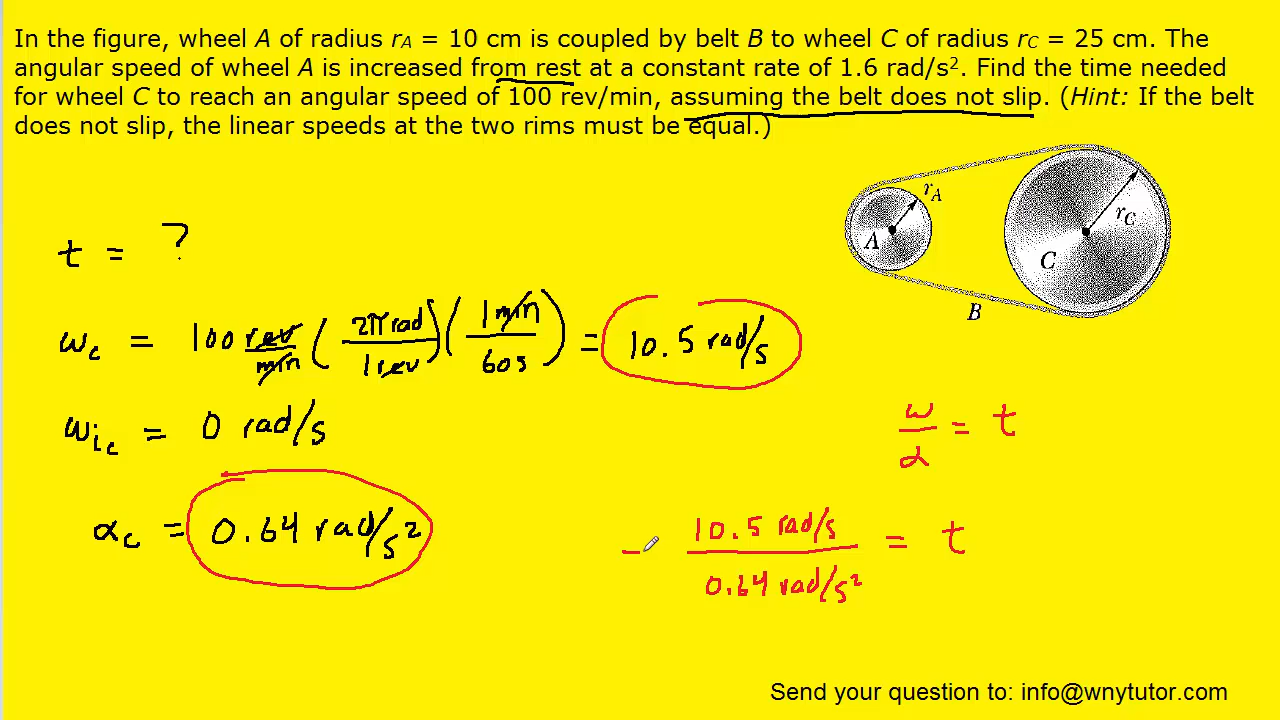 In the figure, wheel A of radius rA = 10 cm is coupled by belt B to wheel C of radius rC = 25 cm. The
angular speed of wheel A is increased from rest at a constant rate of 1.6 rad/s². Find the time needed
for wheel C to reach an angular speed of 100 rev/min, assuming the belt does not slip. (Hint: If the belt
does not slip, the linear speeds at the two rims must be equal.)
rA
A
rC
C
B
t = ?
ωc = 100 rev/min (2π rad/1 rev)(1 min/60s) = 10.5 rad/s
ωic = 0 rad/s
ω/α = t
αc = 0.64 rad/s²
10.5 rad/s / 0.64 rad/s² = t
Send your question to: info@wnytutor.com